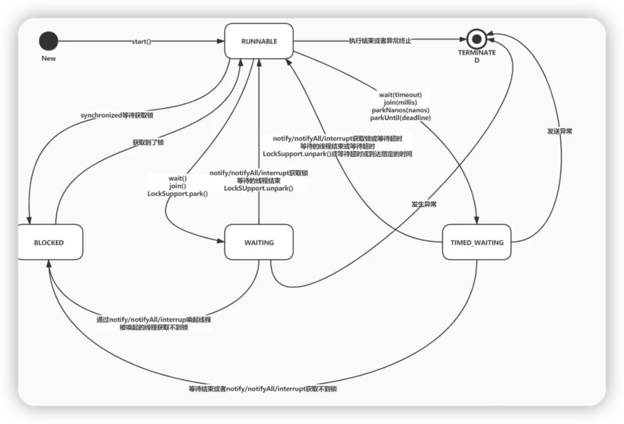 New
start()
RUNNABLE
执行结束或者异常终止
TERMINATE
D
synchronized等待获取锁
获取到了锁
wait()
join()
LockSupport.park()
notify/notifyAll/interrupt获取锁
等待的线程结束
LockSUpport.unpark()
notify/notifyAll/interrupt获取锁或等待超时
等待的线程结束或等待超时
LockSupport.unpark()或等待超时或到达指定的时间
wait(timeout)
join(millis)
parkNanos(nanos)
parkUntil(deadline)
发送异常
发生异常
BLOCKED
WAITING
TIMED_WAITING
通过notify/notifyAll/interrup唤起线程
被唤起的线程获取不到锁
等待结束或者notify/notifyAll/interrupt获取不到锁